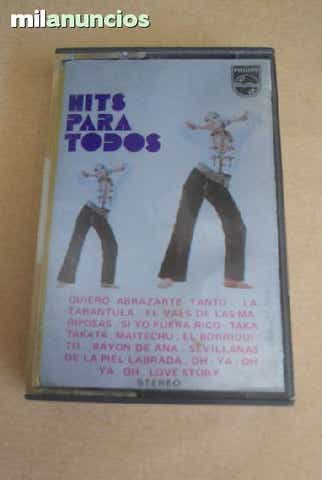 milanuncios
PHILIPS
HITS
PARA
TODOS
QUIERO ABRAZARTE TANTO . LA
TARANTULA . EL VALS DE LAS MA
RIPOSAS . SI YO FUERA RICO . TAKA
TAKATA . MAITECHU . EL BORRIQUI
TO . RAYON DE ANA . SEVILLANAS
DE LA PIEL LABRADA . OH . YA . OH
YA . OH . LOVE STORY .
STEREO